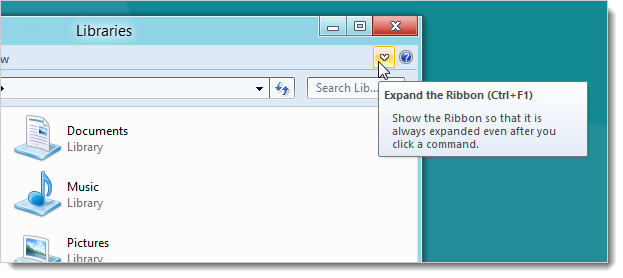 Libraries
w
Search Lib...
Expand the Ribbon (Ctrl+F1)
Show the Ribbon so that it is
always expanded even after you
click a command.
Documents
Library
Music
Library
Pictures
Library